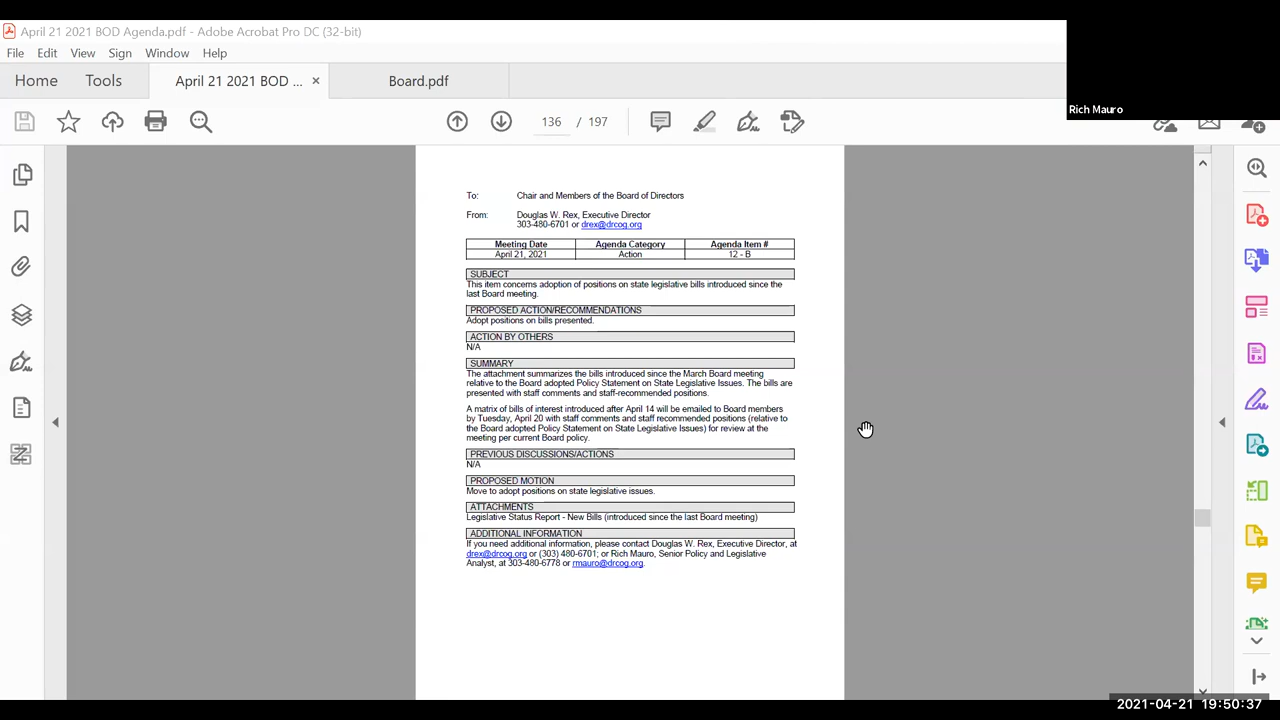 April 21 2021 BOD Agenda.pdf - Adobe Acrobat Pro DC (32-bit)
File Edit View Sign Window Help
Home Tools April 21 2021 BOD ... × Board.pdf
Rich Mauro
136 / 197
To: Chair and Members of the Board of Directors
From: Douglas W. Rex, Executive Director
303-480-6701 or drex@drcog.org
Meeting Date Agenda Category Agenda Item #
April 21, 2021 Action 12 - B
SUBJECT
This item concerns adoption of positions on state legislative bills introduced since the
last Board meeting.
PROPOSED ACTION/RECOMMENDATIONS
Adopt positions on bills presented.
ACTION BY OTHERS
N/A
SUMMARY
The attachment summarizes the bills introduced since the March Board meeting
relative to the Board adopted Policy Statement on State Legislative Issues. The bills are
presented with staff comments and staff-recommended positions.
A matrix of bills of interest introduced after April 14 will be emailed to Board members
by Tuesday, April 20 with staff comments and staff recommended positions (relative to
the Board adopted Policy Statement on State Legislative Issues) for review at the
meeting per current Board policy.
PREVIOUS DISCUSSIONS/ACTIONS
N/A
PROPOSED MOTION
Move to adopt positions on state legislative issues.
ATTACHMENTS
Legislative Status Report - New Bills (introduced since the last Board meeting)
ADDITIONAL INFORMATION
If you need additional information, please contact Douglas W. Rex, Executive Director, at
drex@drcog.org or (303) 480-6701; or Rich Mauro, Senior Policy and Legislative
Analyst, at 303-480-6778 or rmauro@drcog.org.
2021-04-21 19:50:37